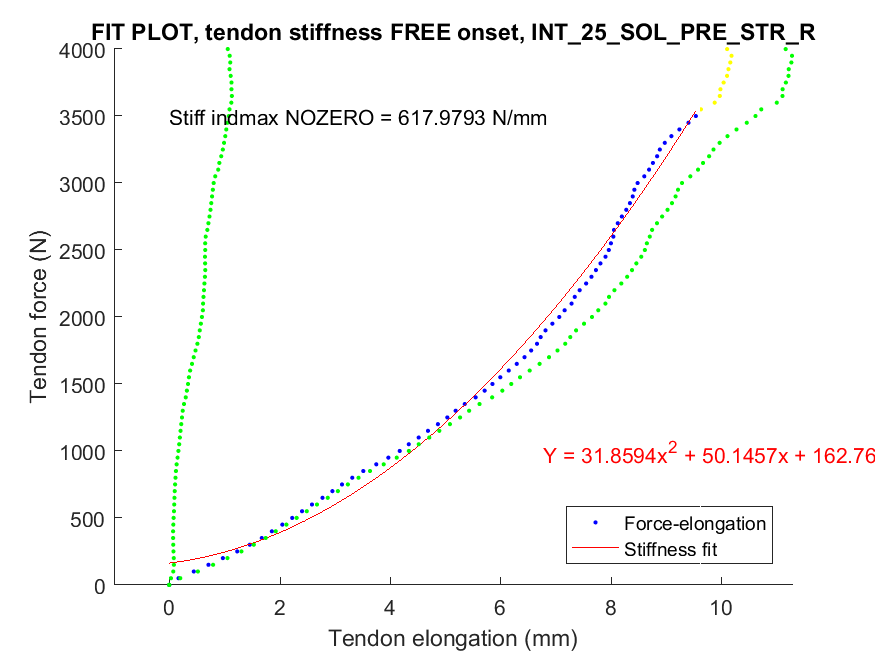 FIT PLOT, tendon stiffness FREE onset, INT_25_SOL_PRE_STR_R
4000
3500
3000
2500
2000
1500
1000
500
0
Tendon force (N)
Stiff indmax NOZERO = 617.9793 N/mm
Y = 31.8594x² + 50.1457x + 162.76
Force-elongation
Stiffness fit
0 2 4 6 8 10
Tendon elongation (mm)